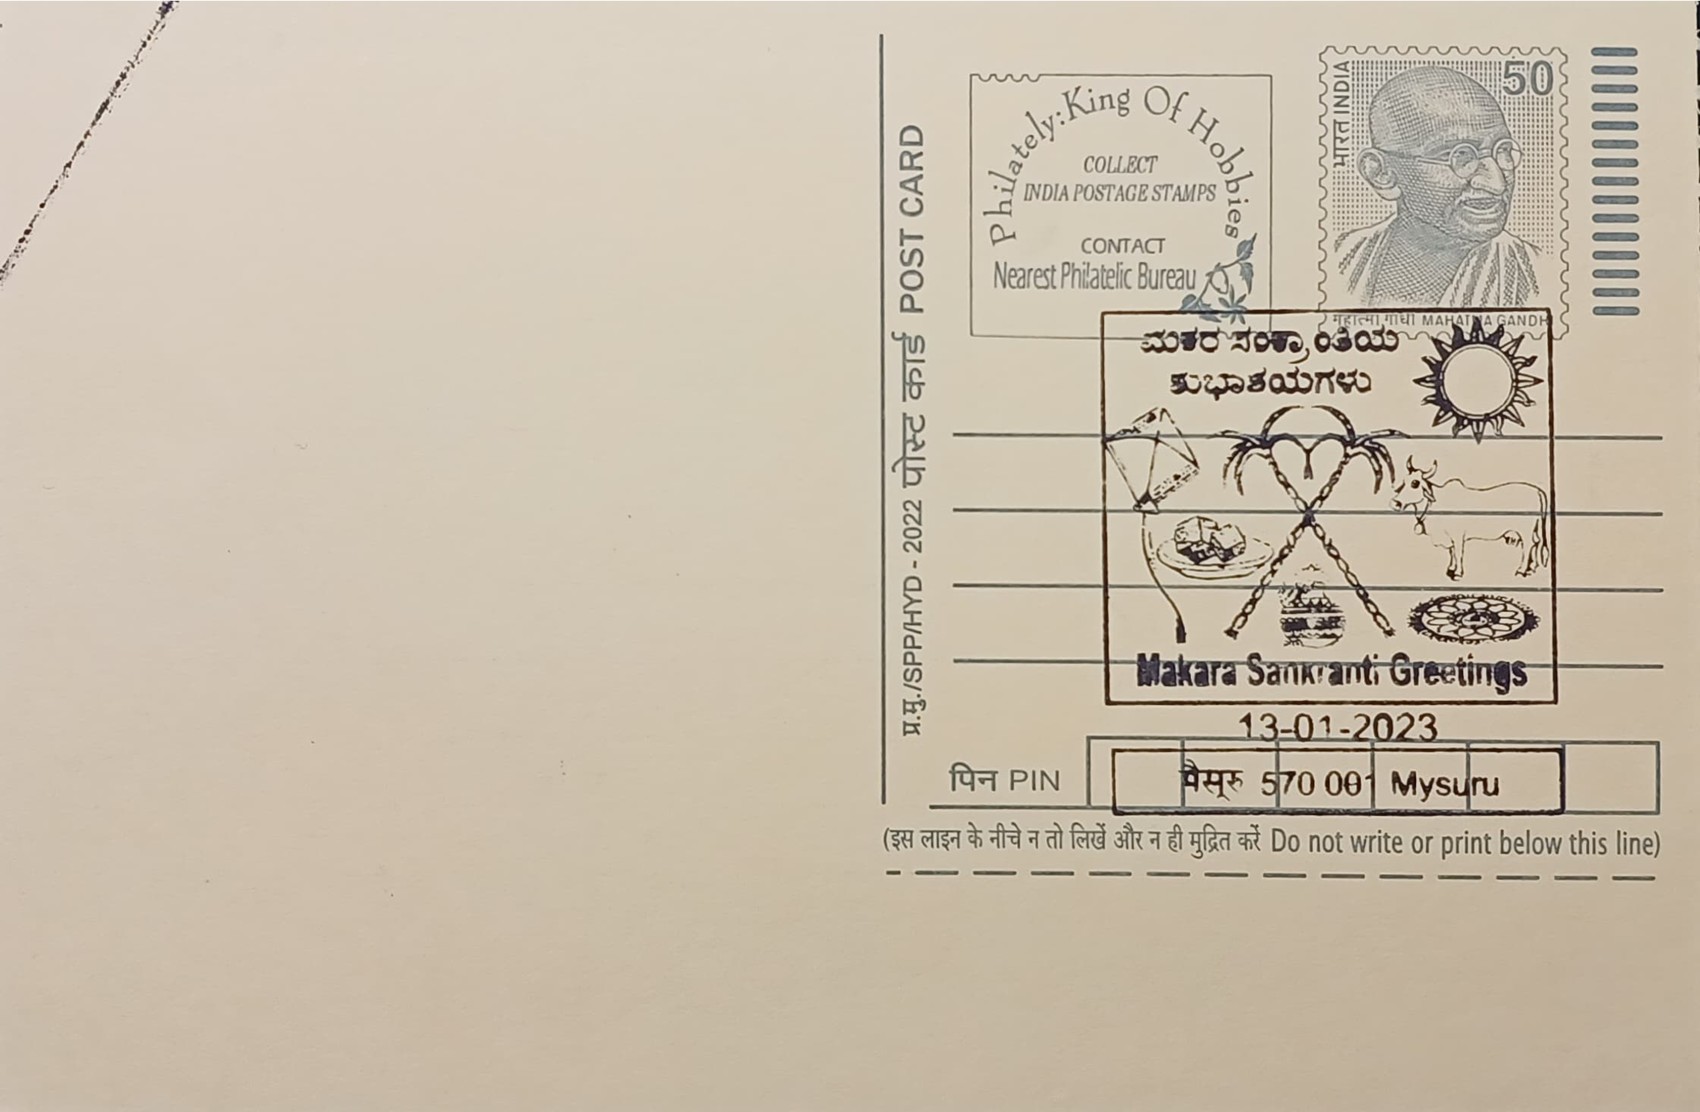 प्र.मु./SPP/HYD - 2022 पोस्ट कार्ड POST CARD
Philately:King Of Hobbies
COLLECT
INDIA POSTAGE STAMPS
CONTACT
Nearest Philatelic Bureau
भारत INDIA
50
महात्मा गांधी MAHATMA GANDHI
ಮಕರ ಸಂಕ್ರಾಂತಿಯ
ಶುಭಾಶಯಗಳು
Makara Sankranti Greetings
13-01-2023
पिन PIN
मैसूरु 570 001 Mysuru
(इस लाइन के नीचे न तो लिखें और न ही मुद्रित करें Do not write or print below this line)